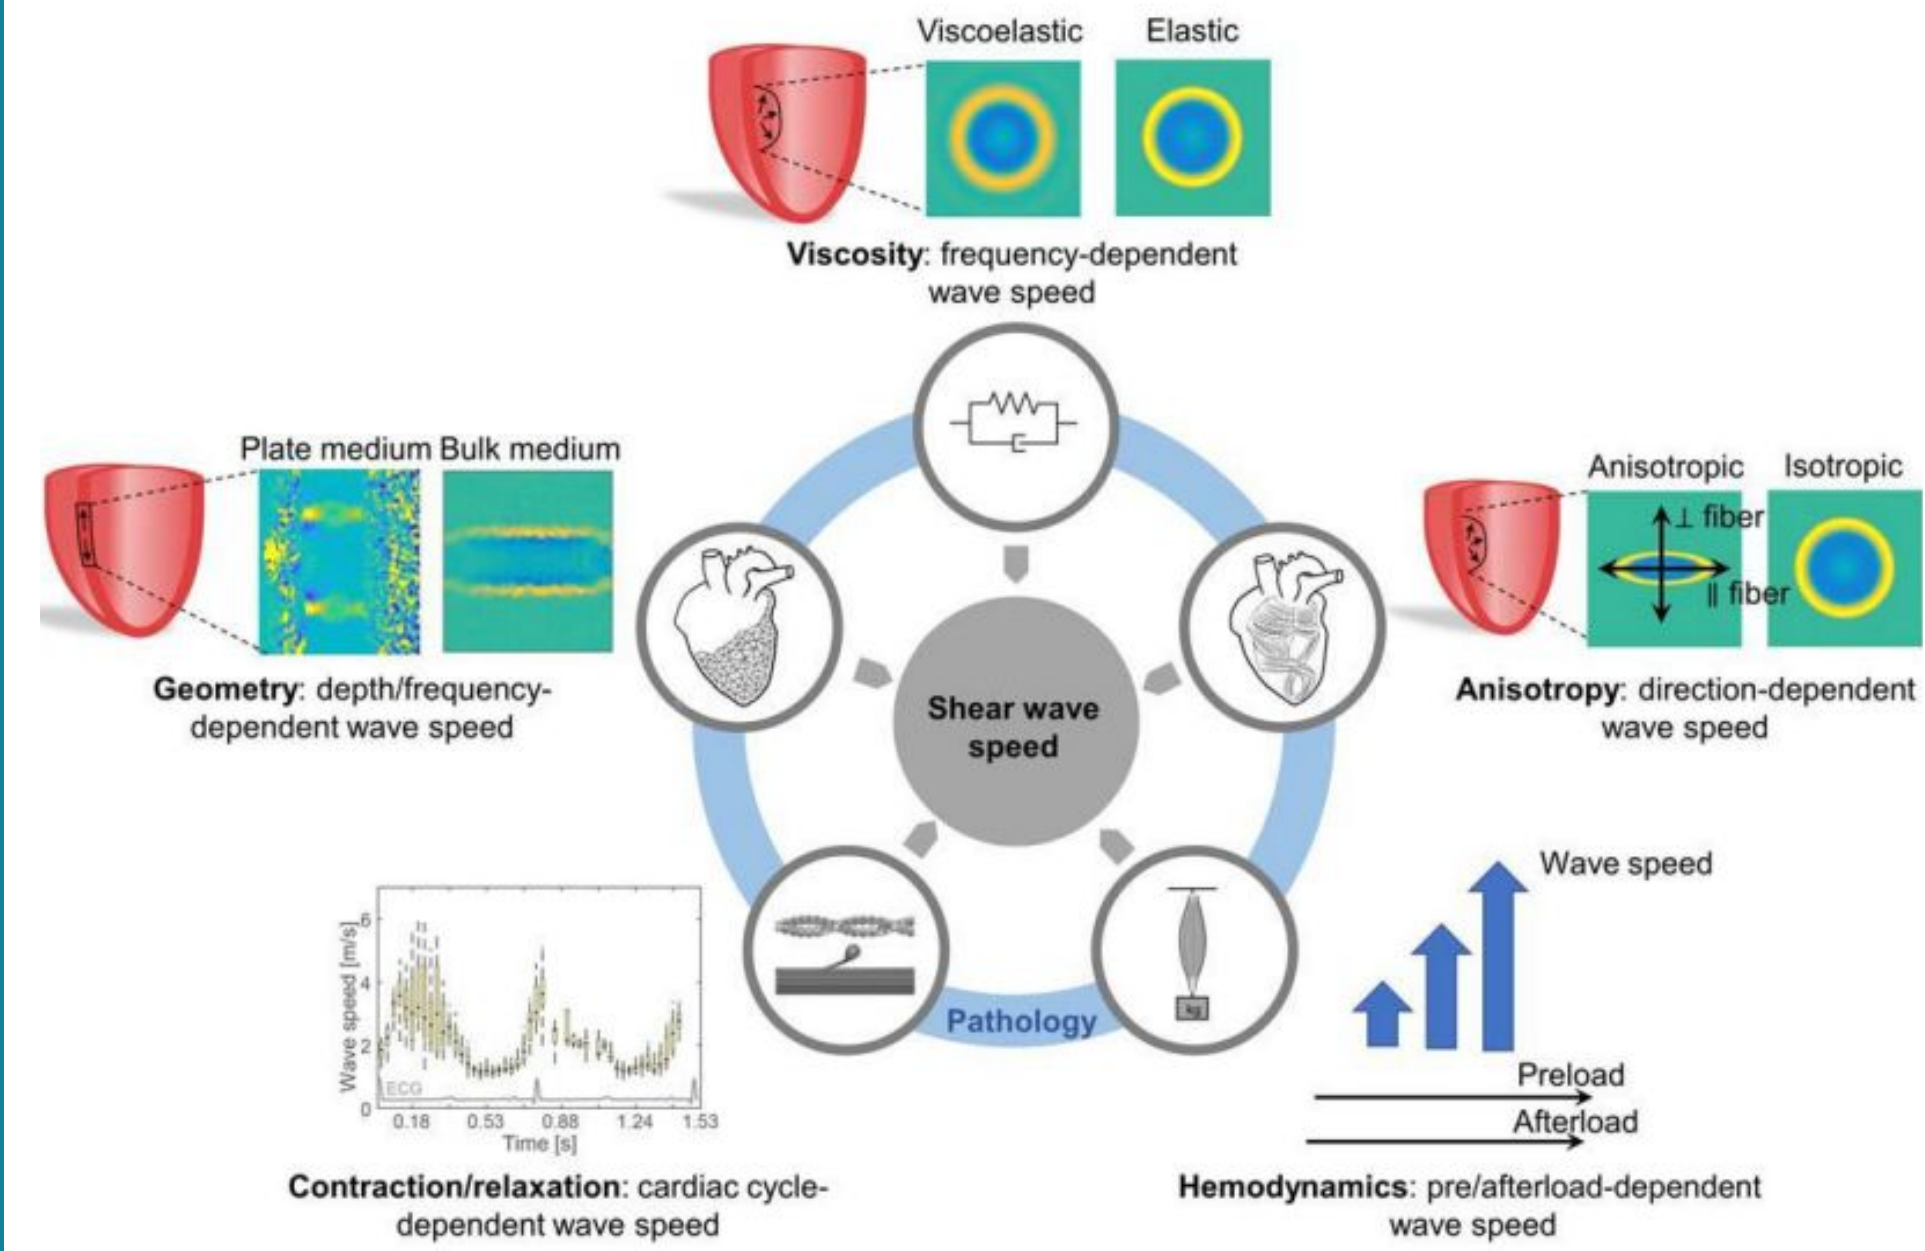 Viscoelastic
Elastic
Viscosity: frequency-dependent
wave speed
Plate medium
Bulk medium
Geometry: depth/frequency-
dependent wave speed
Anisotropic
Isotropic
⊥ fiber
∥ fiber
Anisotropy: direction-dependent
wave speed
Shear wave
speed
Pathology
kg
Wave speed [m/s]
6
4
2
0
ECG
0.18
0.53
0.88
1.24
1.53
Time [s]
Contraction/relaxation: cardiac cycle-
dependent wave speed
Wave speed
Preload
Afterload
Hemodynamics: pre/afterload-dependent
wave speed